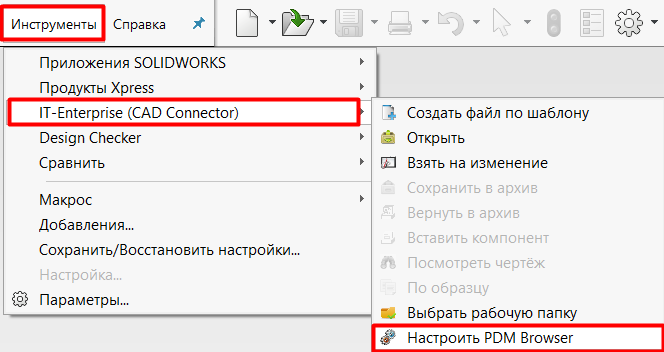 Инструменты Справка
Приложения SOLIDWORKS
Продукты Xpress
IT-Enterprise (CAD Connector)
Design Checker
Сравнить
Макрос
Добавления...
Сохранить/Восстановить настройки...
Настройка...
Параметры...
Создать файл по шаблону
Открыть
Взять на изменение
Сохранить в архив
Вернуть в архив
Вставить компонент
Посмотреть чертёж
По образцу
Выбрать рабочую папку
Настроить PDM Browser